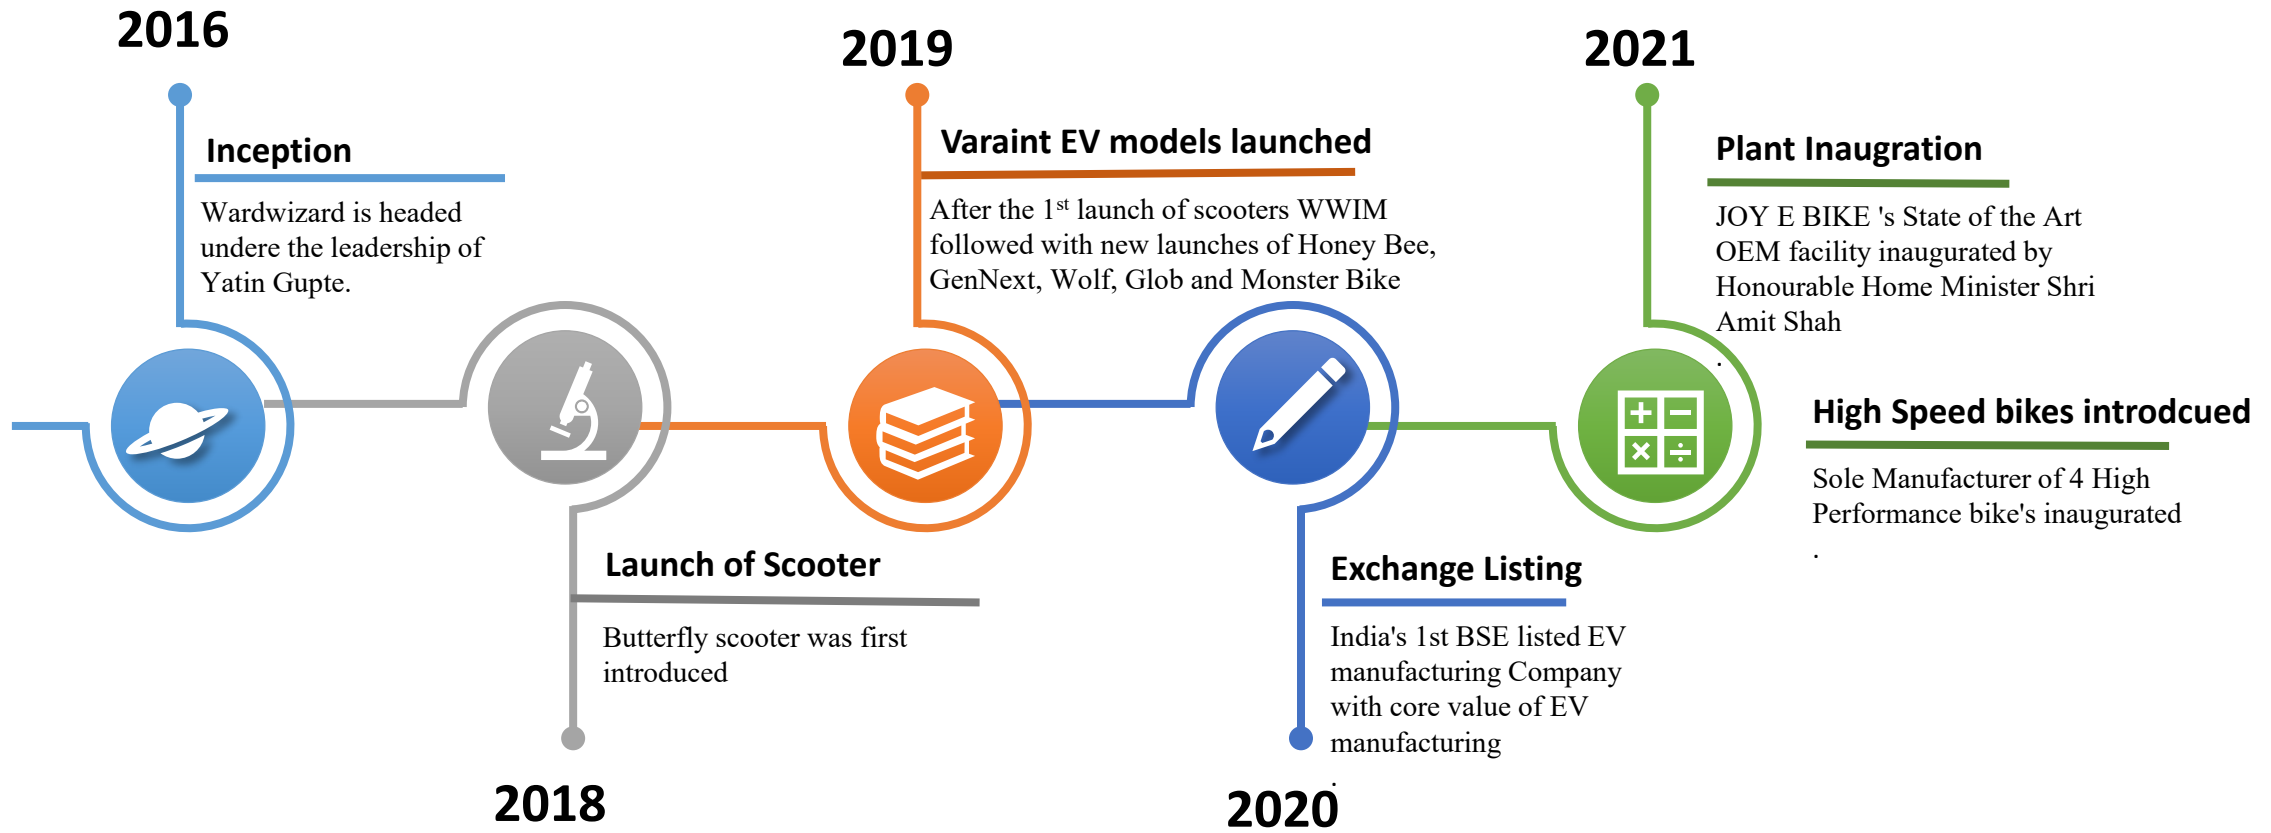 2016
Inception
Wardwizard is headed
undere the leadership of
Yatin Gupte.
2018
Launch of Scooter
Butterfly scooter was first
introduced
2019
Varaint EV models launched
After the 1st launch of scooters WWIM
followed with new launches of Honey Bee,
GenNext, Wolf, Glob and Monster Bike
2020
Exchange Listing
India's 1st BSE listed EV
manufacturing Company
with core value of EV
manufacturing
.
2021
Plant Inaugration
JOY E BIKE 's State of the Art
OEM facility inaugurated by
Honourable Home Minister Shri
Amit Shah
.
High Speed bikes introdcued
Sole Manufacturer of 4 High
Performance bike's inaugurated
.